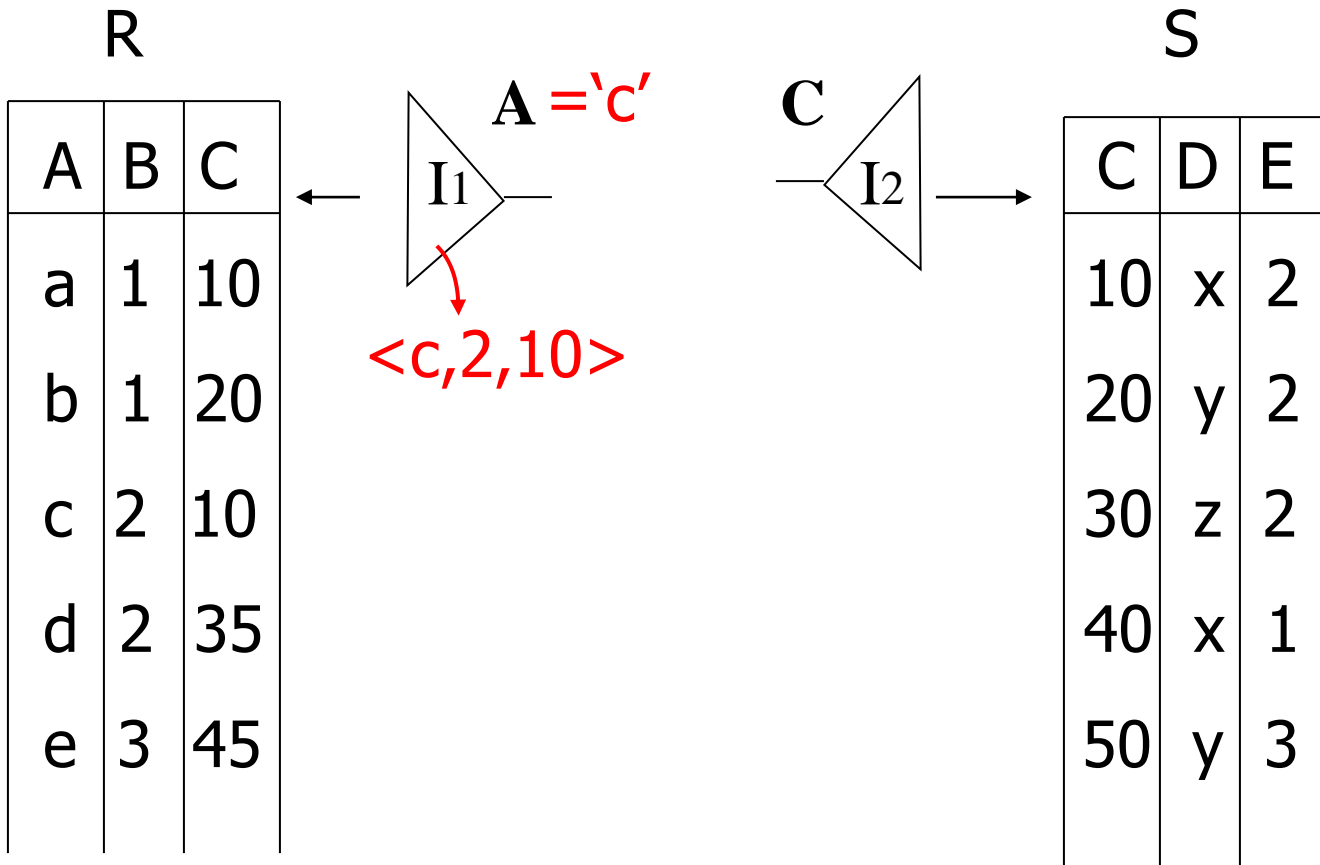 R S
A =‘c’ C
A B C I1 I2 C D E
a 1 10 10 x 2
<c,2,10>
b 1 20 20 y 2
c 2 10 30 z 2
d 2 35 40 x 1
e 3 45 50 y 3